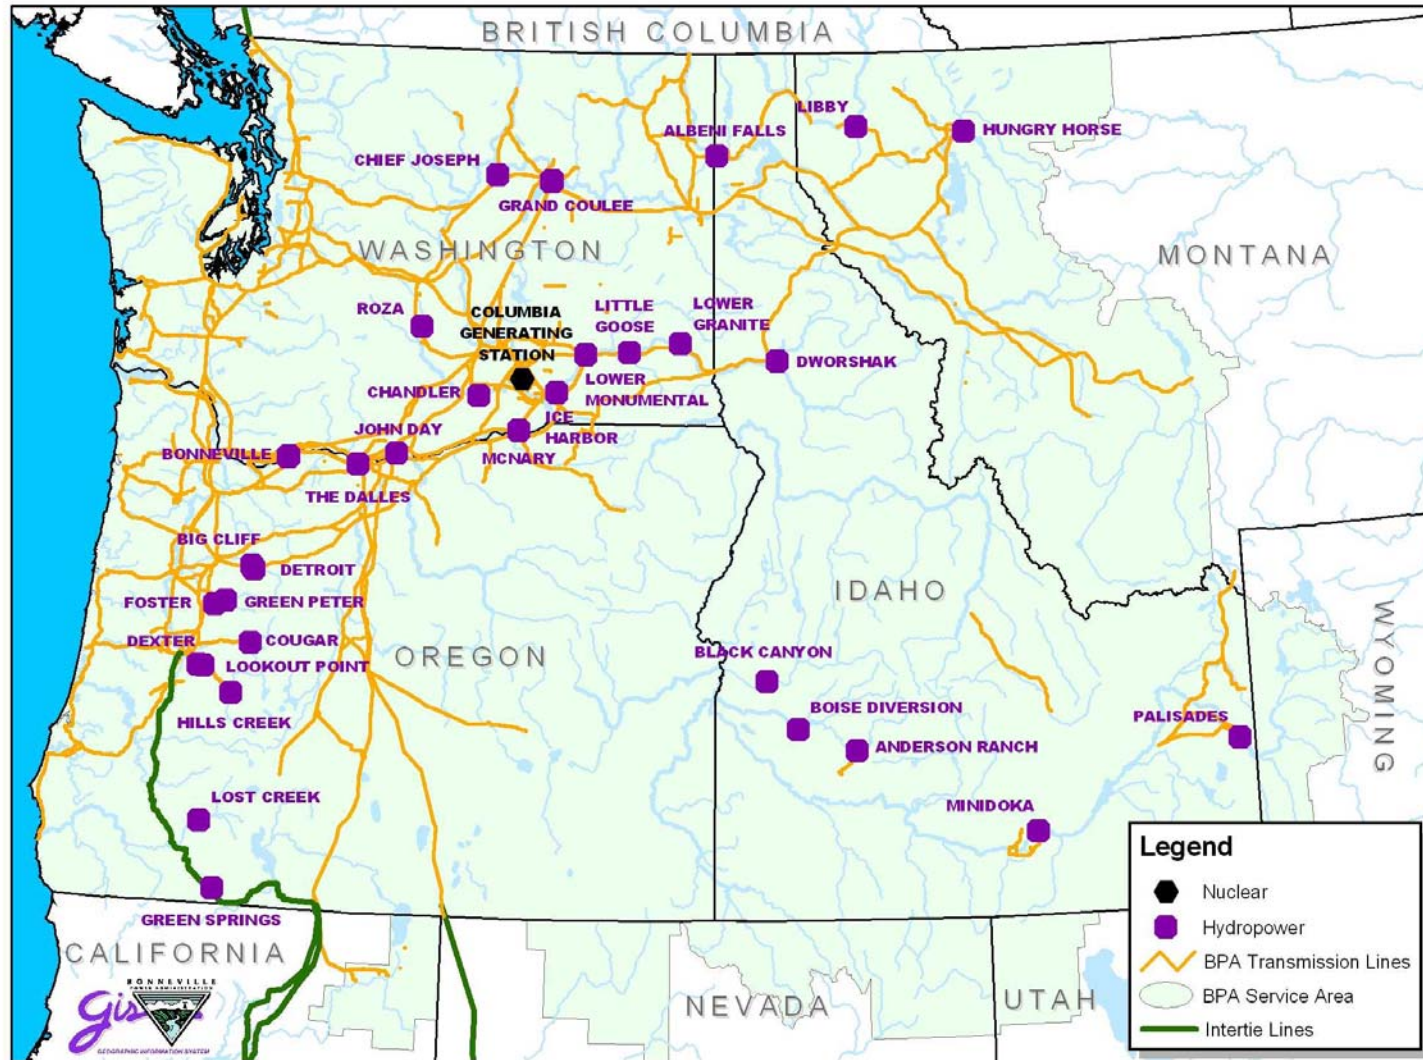 BRITISH COLUMBIA
LIBBY
ALBENI FALLS
HUNGRY HORSE
CHIEF JOSEPH
GRAND COULEE
WASHINGTON
MONTANA
ROZA
COLUMBIA
GENERATING
STATION
LITTLE
GOOSE
LOWER
GRANITE
DWORSHAK
CHANDLER
LOWER
MONUMENTAL
ICE
HARBOR
JOHN DAY
BONNEVILLE
MCNARY
THE DALLES
BIG CLIFF
DETROIT
FOSTER
GREEN PETER
IDAHO
WYOMING
DEXTER
COUGAR
LOOKOUT POINT
OREGON
BLACK CANYON
HILLS CREEK
BOISE DIVERSION
PALISADES
ANDERSON RANCH
LOST CREEK
MINIDOKA
GREEN SPRINGS
CALIFORNIA
NEVADA
UTAH
Legend
Nuclear
Hydropower
BPA Transmission Lines
BPA Service Area
Intertie Lines
BONNEVILLE
POWER ADMINISTRATION
Gis
GEOGRAPHIC INFORMATION SYSTEM